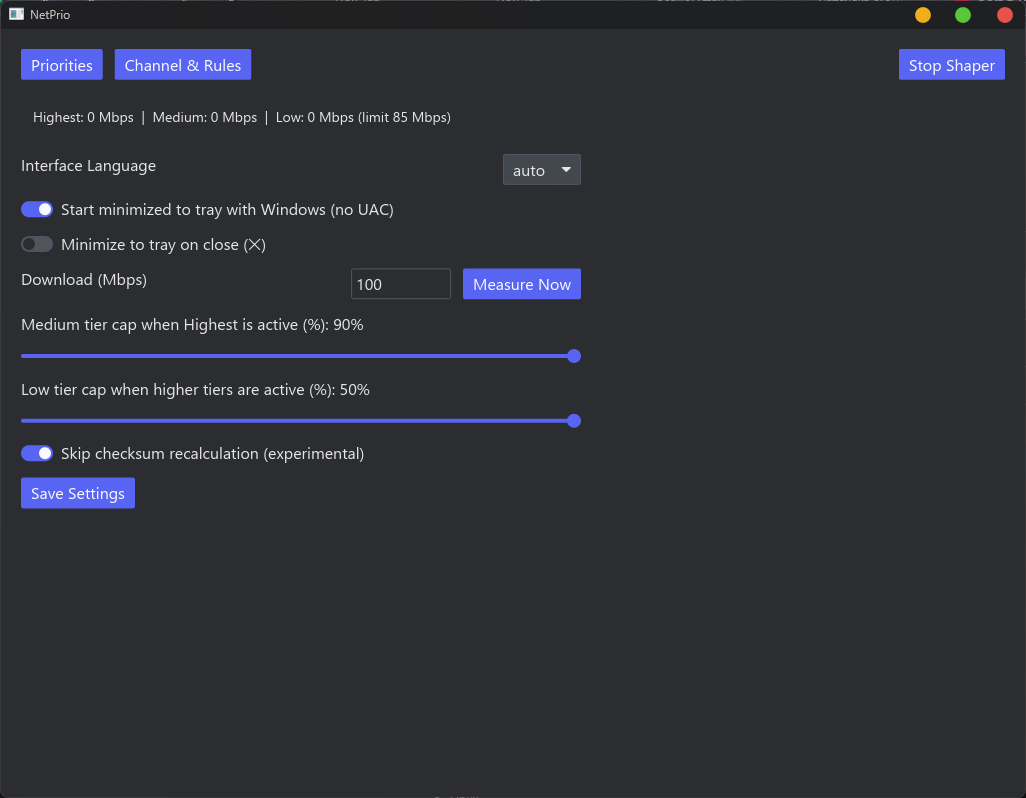 NetPrio
Priorities Channel & Rules Stop Shaper
Highest: 0 Mbps | Medium: 0 Mbps | Low: 0 Mbps (limit 85 Mbps)
Interface Language auto
Start minimized to tray with Windows (no UAC)
Minimize to tray on close (✕)
Download (Mbps) 100 Measure Now
Medium tier cap when Highest is active (%): 90%
Low tier cap when higher tiers are active (%): 50%
Skip checksum recalculation (experimental)
Save Settings